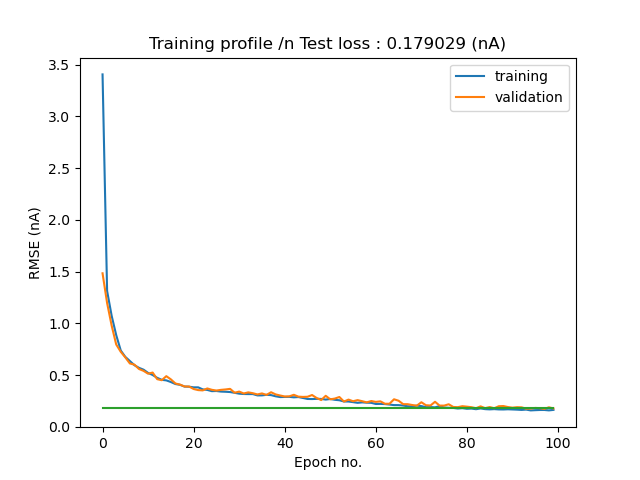 Training profile /n Test loss : 0.179029 (nA)
training
validation
3.5
3.0
2.5
2.0
1.5
1.0
0.5
0.0
RMSE (nA)
0 20 40 60 80 100
Epoch no.